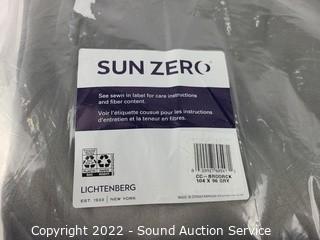 SUN ZERO
See sewn in label for care instructions
and fiber content.
Voir l'étiquette cousue pour les instructions
d'entretien et la teneur en fibres.
LICHTENBERG
EST. 1933 | NEW YORK
104 X 96 GRY
Copyright 2022 - Sound Auction Service